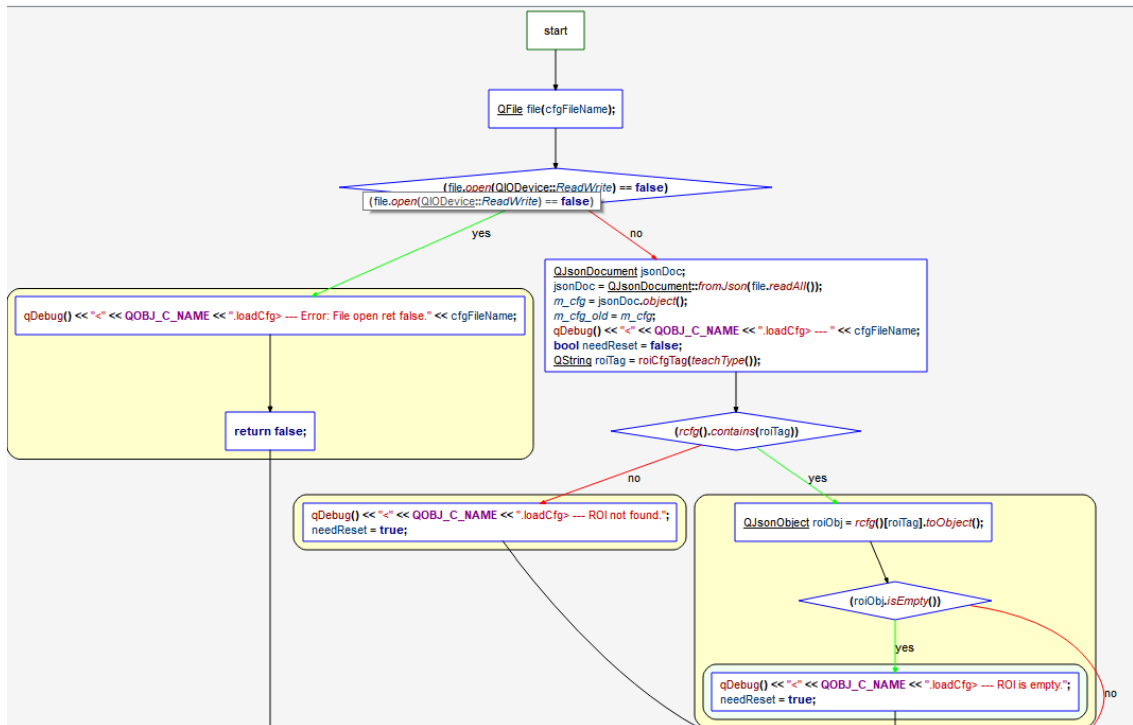 start
QFile file(cfgFileName);
(file.open(QIODevice::ReadWrite) == false)
(file.open(QIODevice::ReadWrite) == false)
yes
no
QJsonDocument jsonDoc;
jsonDoc = QJsonDocument::fromJson(file.readAll());
m_cfg = jsonDoc.object();
m_cfg_old = m_cfg;
qDebug() << "<" << QOBJ_C_NAME << ".loadCfg> --- " << cfgFileName;
bool needReset = false;
QString roiTag = roiCfgTag(teachType());
qDebug() << "<" << QOBJ_C_NAME << ".loadCfg> --- Error: File open ret false." << cfgFileName;
return false;
(rcfg().contains(roiTag))
no
yes
qDebug() << "<" << QOBJ_C_NAME << ".loadCfg> --- ROI not found.";
needReset = true;
QJsonObject roiObj = rcfg()[roiTag].toObject();
(roiObj.isEmpty())
yes
no
qDebug() << "<" << QOBJ_C_NAME << ".loadCfg> --- ROI is empty.";
needReset = true;